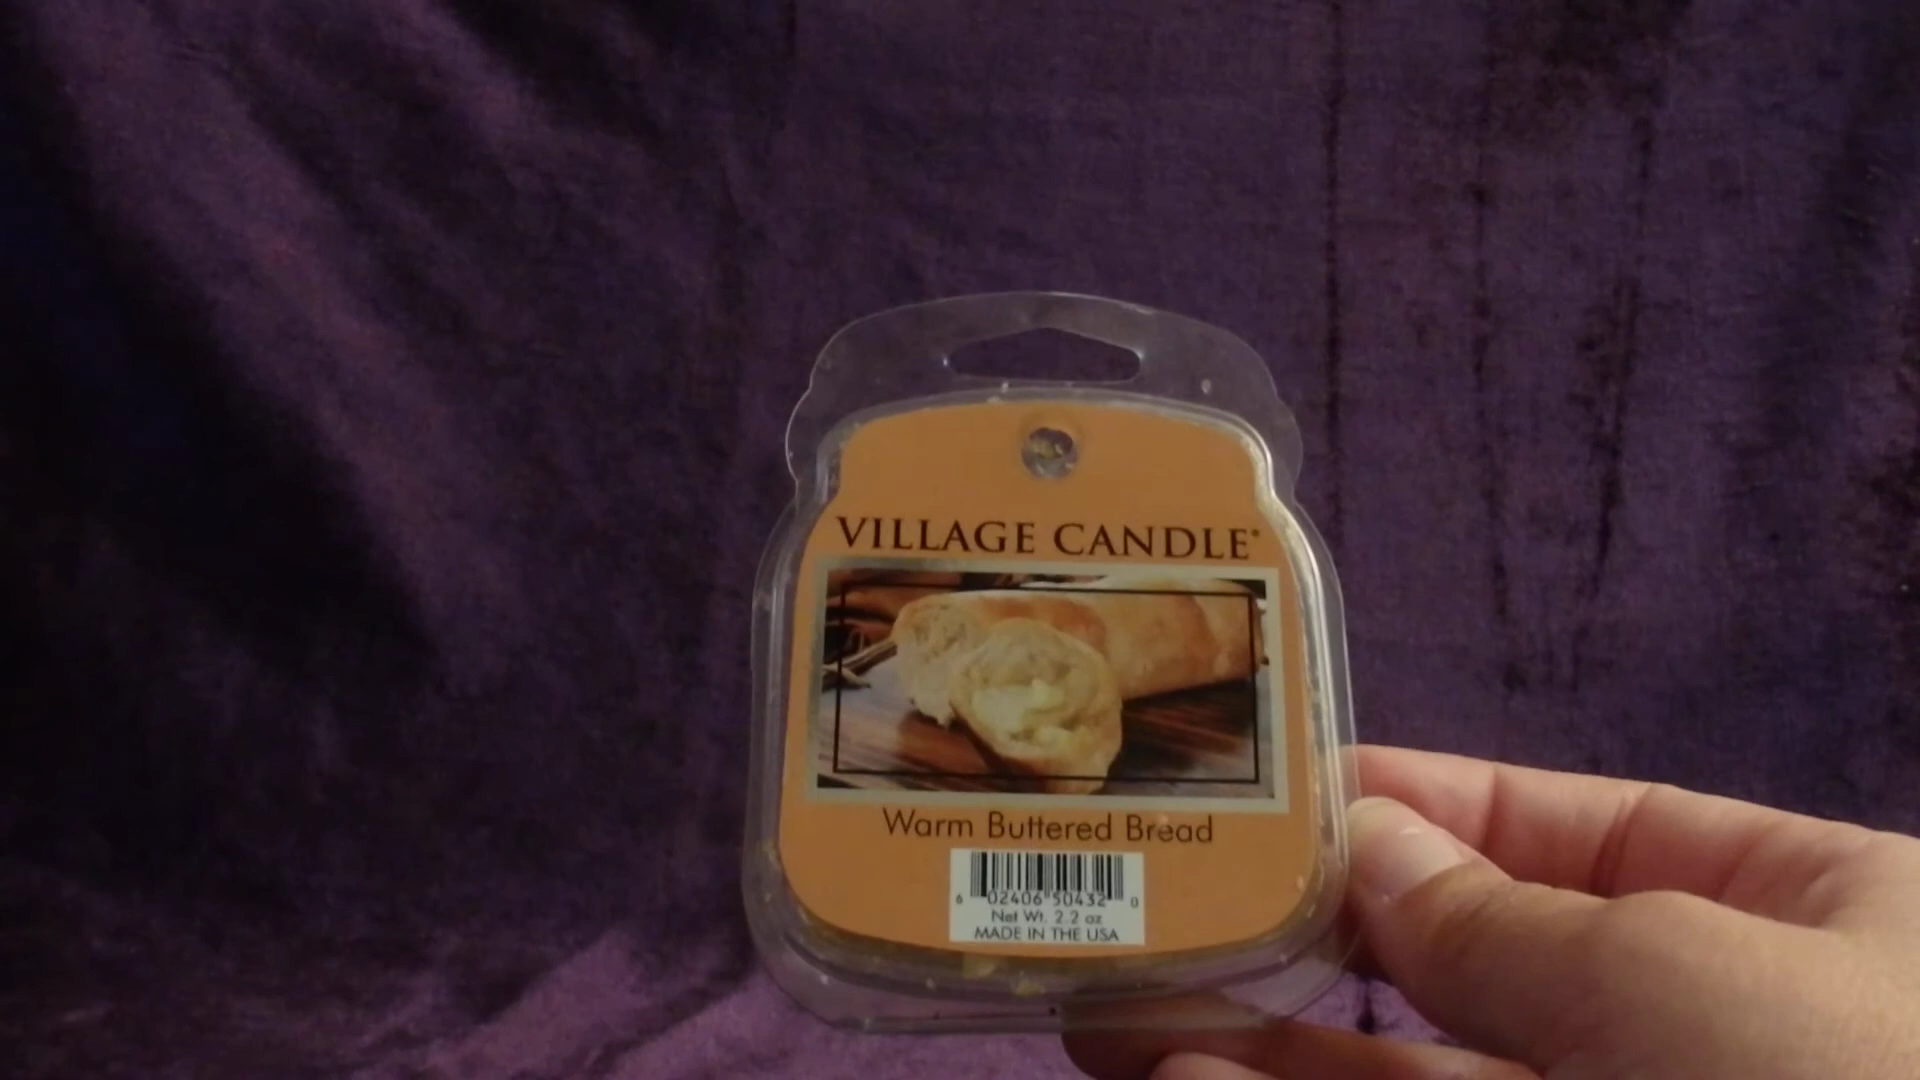 VILLAGE CANDLE®
Warm Buttered Bread
6 02406 50432 0
Net Wt. 2.2 oz
MADE IN THE USA